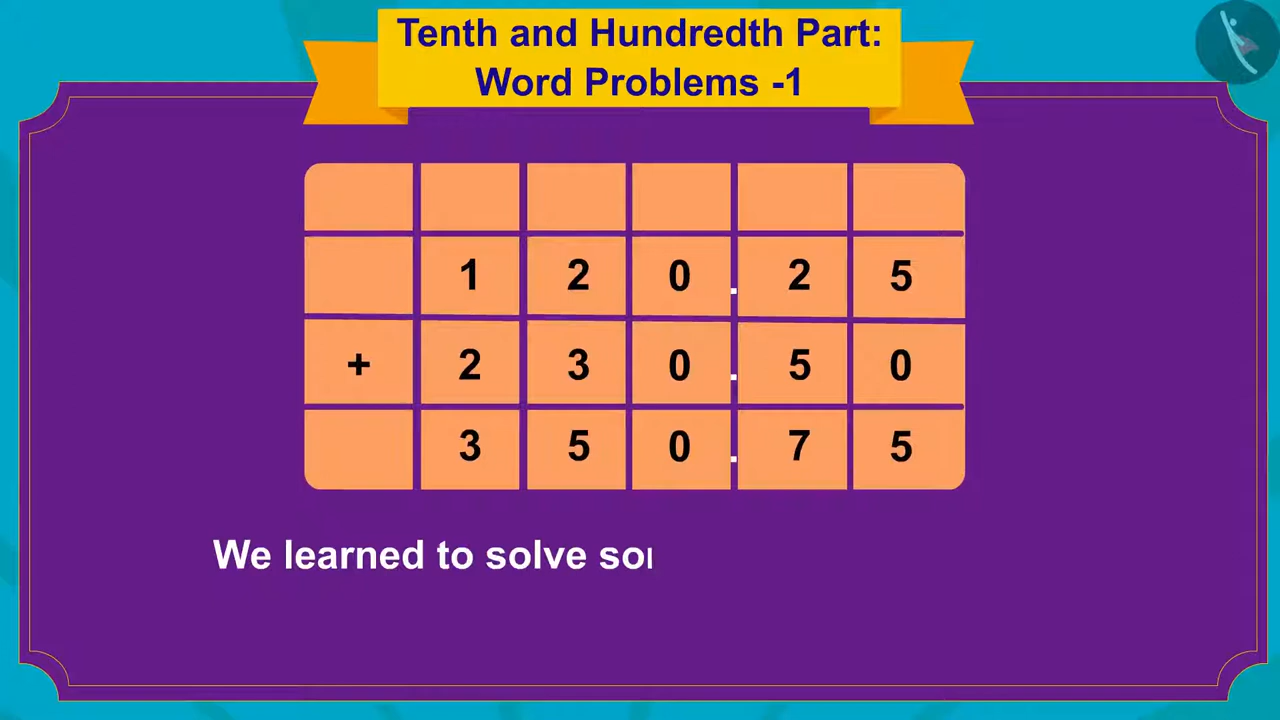 Tenth and Hundredth Part:
Word Problems -1
1 2 0 . 2 5
+ 2 3 0 . 5 0
3 5 0 . 7 5
We learned to solve